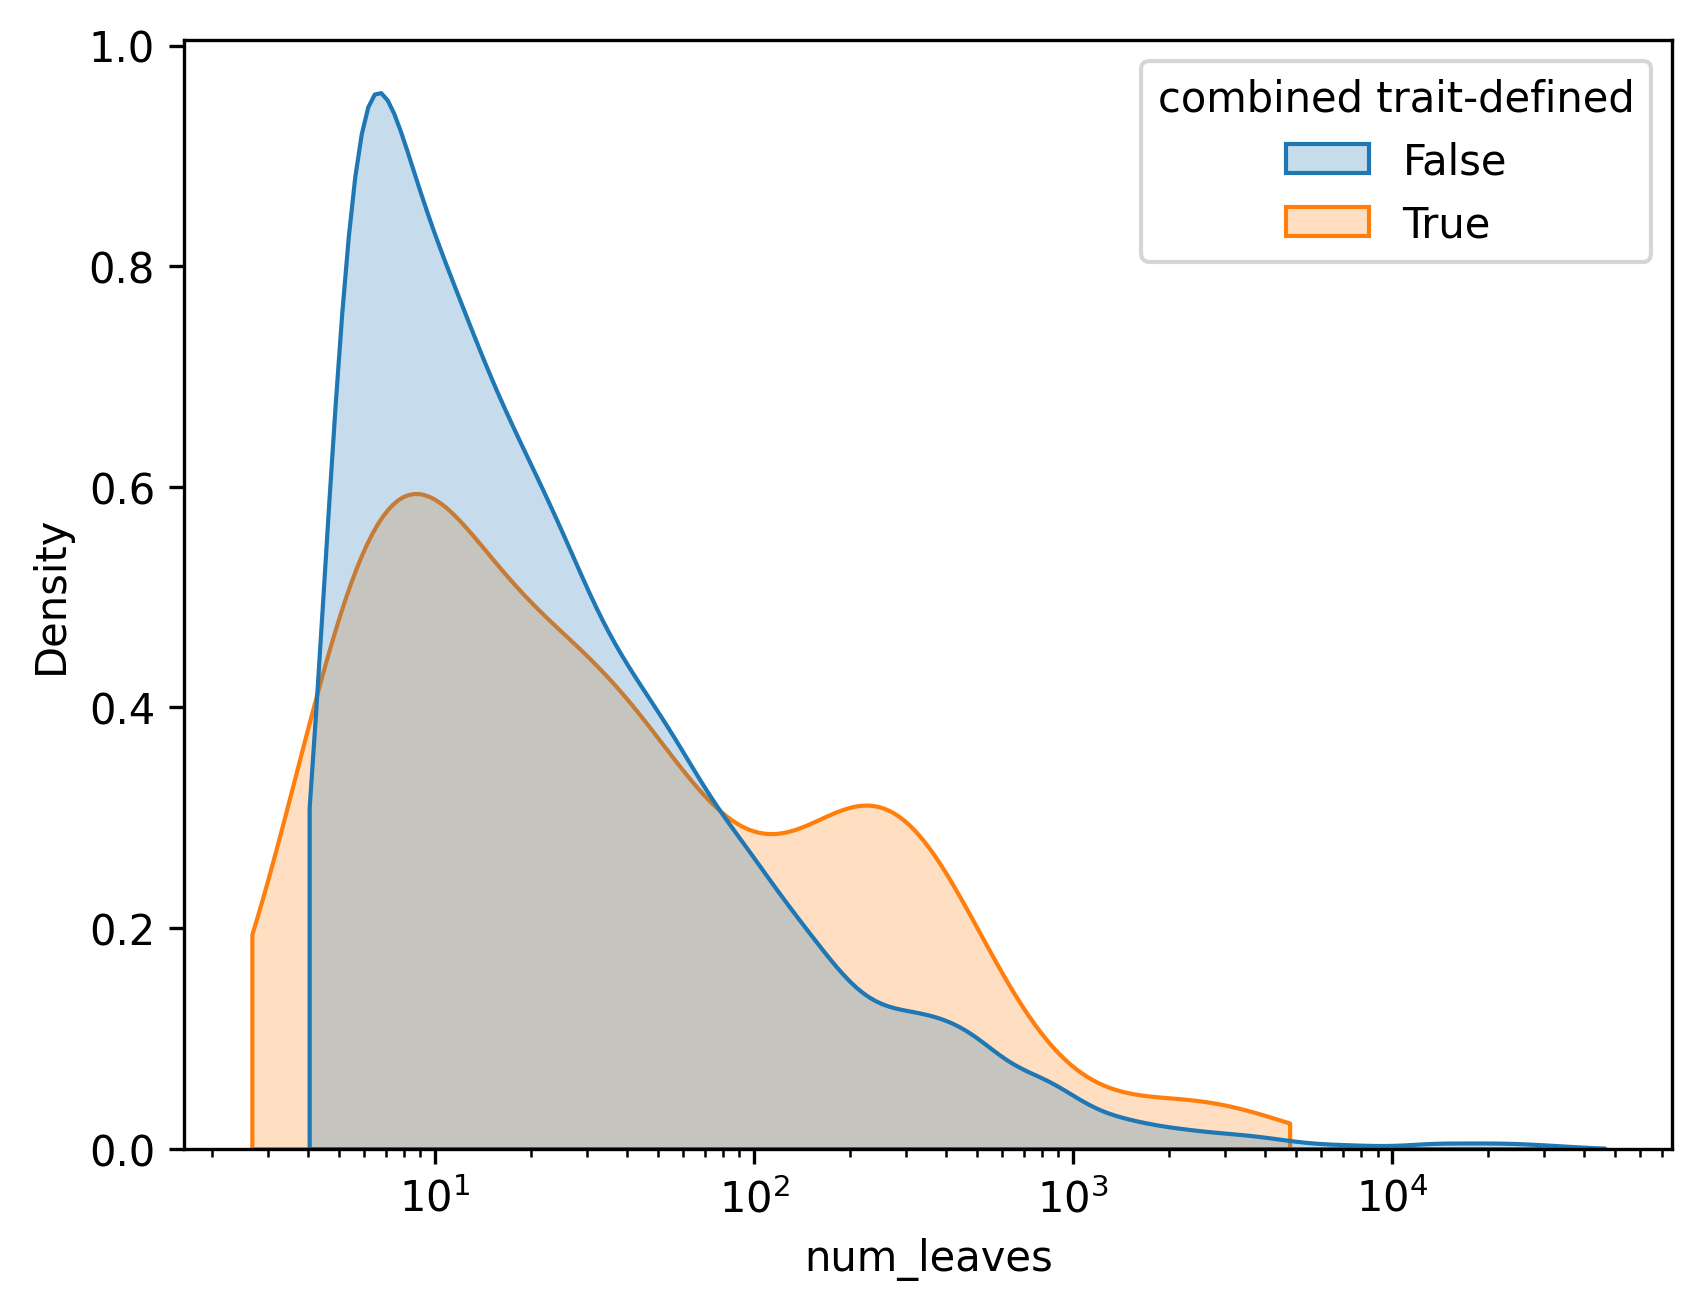 combined trait-defined
False
True
Density
1.0
0.8
0.6
0.4
0.2
0.0
10¹ 10² 10³ 10⁴
num_leaves